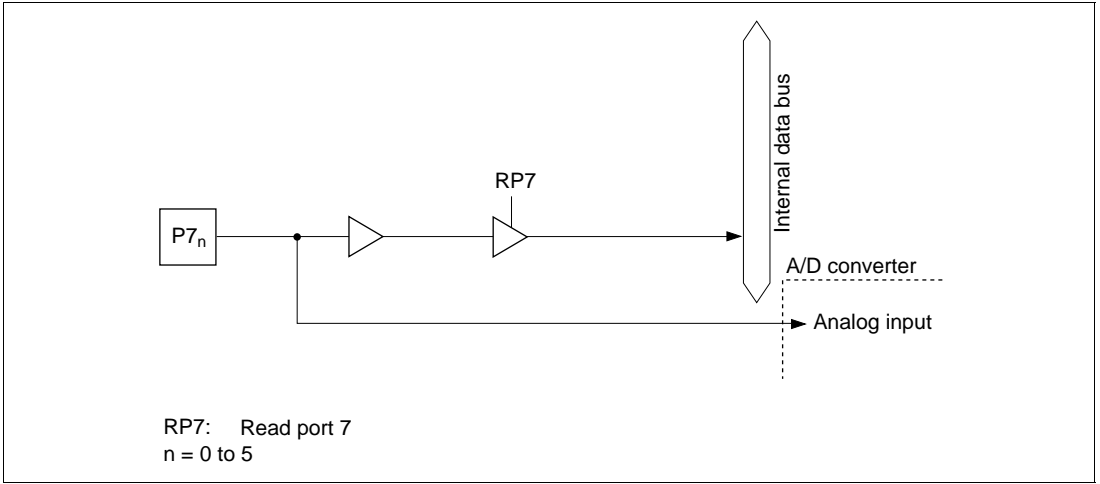 Internal data bus
RP7
P7n
A/D converter
Analog input
RP7: Read port 7
n = 0 to 5